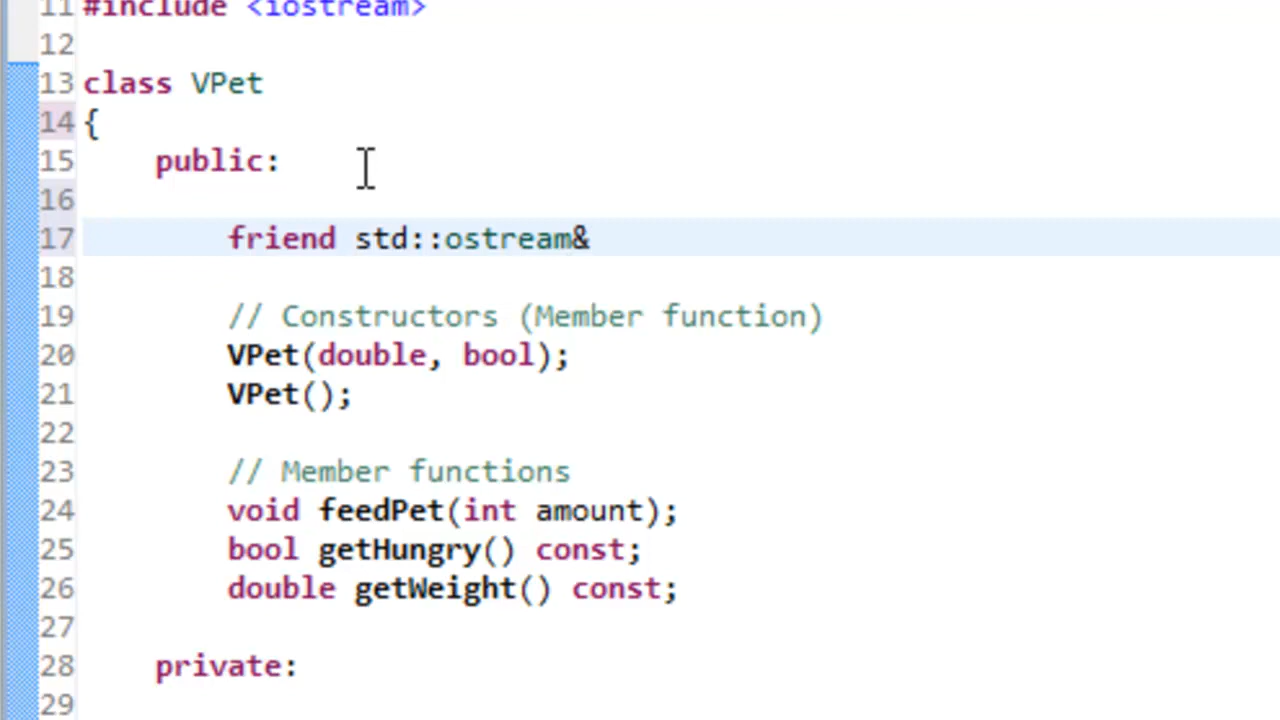 11 #include <iostream>
12
13 class VPet
14 {
15 public:
16
17 friend std::ostream&
18
19 // Constructors (Member function)
20 VPet(double, bool);
21 VPet();
22
23 // Member functions
24 void feedPet(int amount);
25 bool getHungry() const;
26 double getWeight() const;
27
28 private:
29